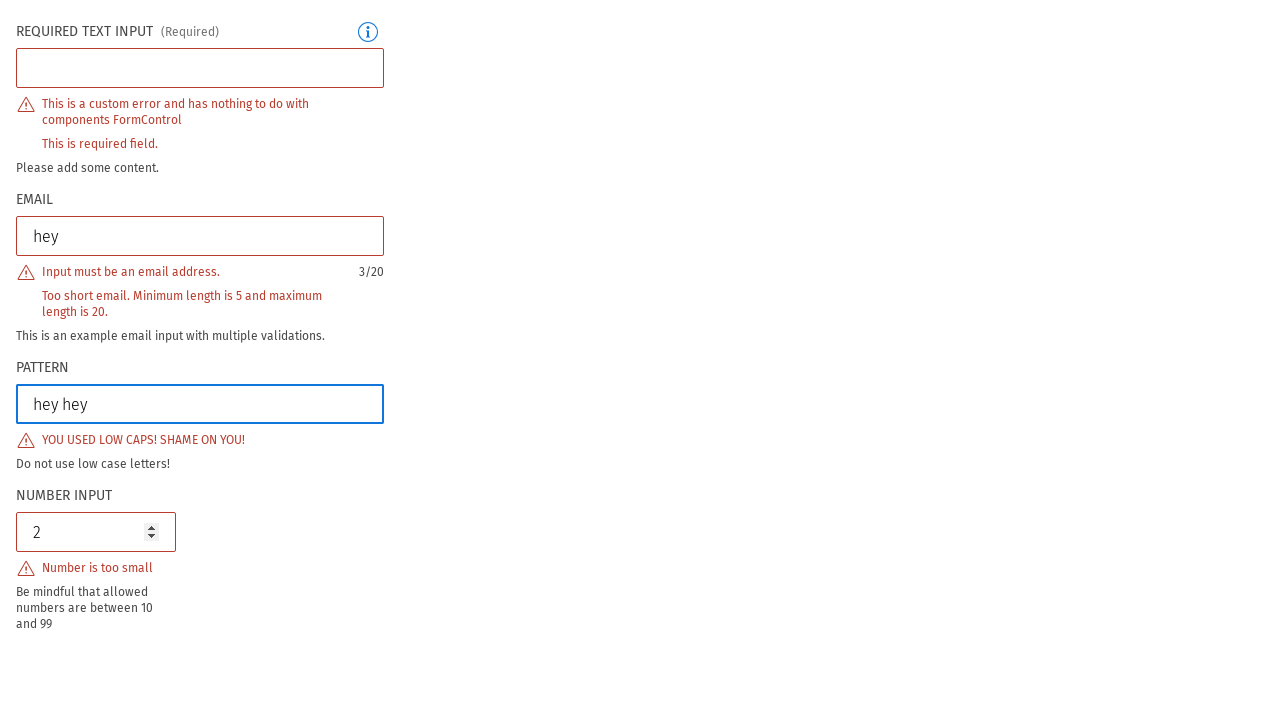 REQUIRED TEXT INPUT (Required)
This is a custom error and has nothing to do with
components FormControl
This is required field.
Please add some content.
EMAIL
hey
Input must be an email address. 3/20
Too short email. Minimum length is 5 and maximum
length is 20.
This is an example email input with multiple validations.
PATTERN
hey hey
YOU USED LOW CAPS! SHAME ON YOU!
Do not use low case letters!
NUMBER INPUT
2
Number is too small
Be mindful that allowed
numbers are between 10
and 99